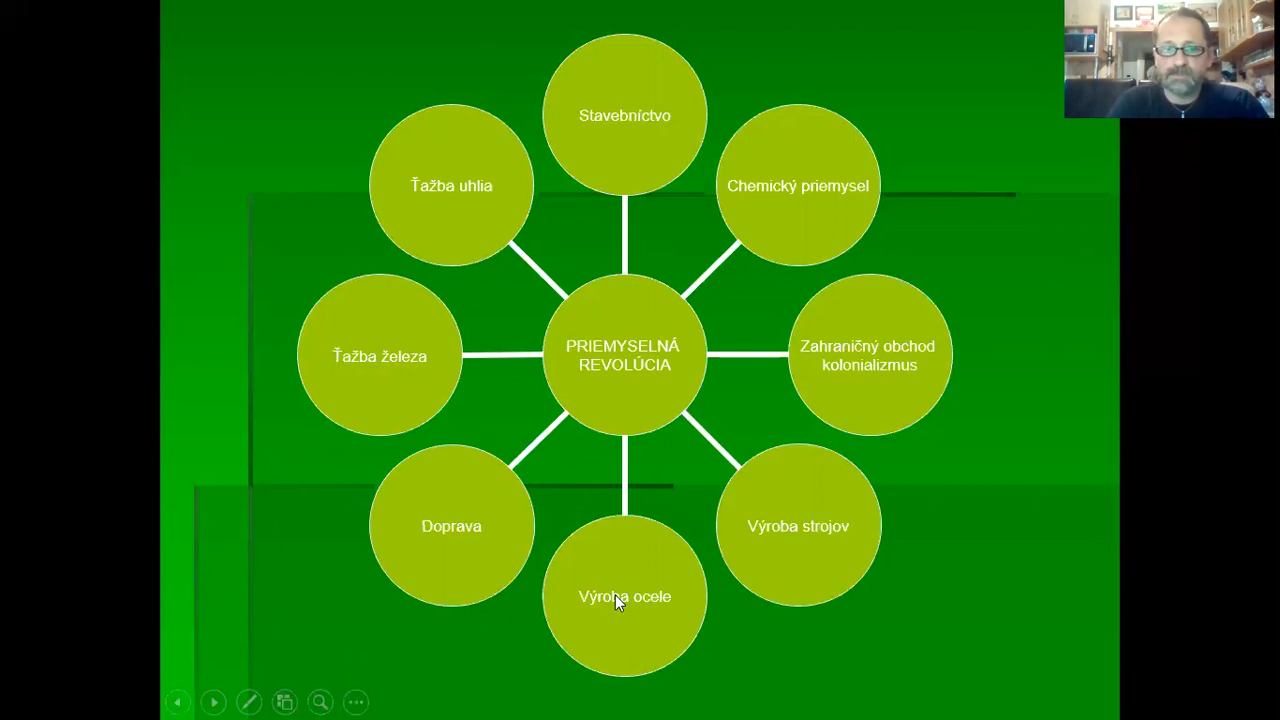 Stavebníctvo
Ťažba uhlia
Chemický priemysel
Ťažba železa
PRIEMYSELNÁ
REVOLÚCIA
Zahraničný obchod
kolonializmus
Doprava
Výroba strojov
Výroba ocele